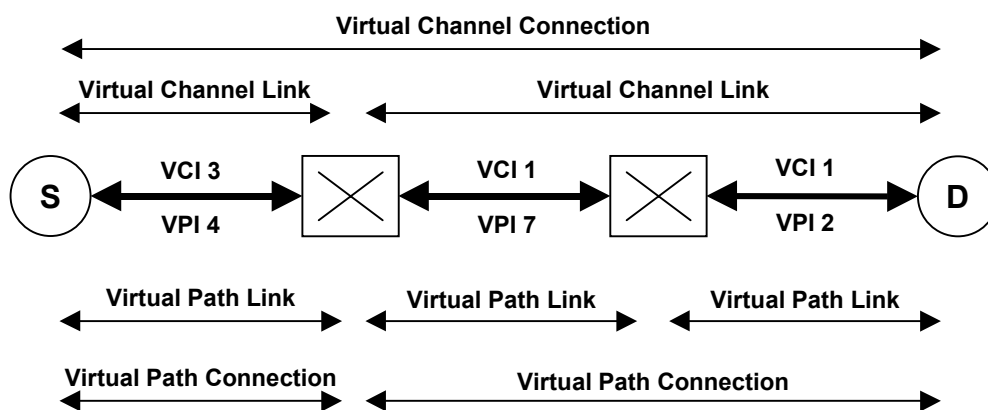 Virtual Channel Connection
Virtual Channel Link Virtual Channel Link
S VCI 3 VCI 1 VCI 1 D
VPI 4 VPI 7 VPI 2
Virtual Path Link Virtual Path Link Virtual Path Link
Virtual Path Connection Virtual Path Connection